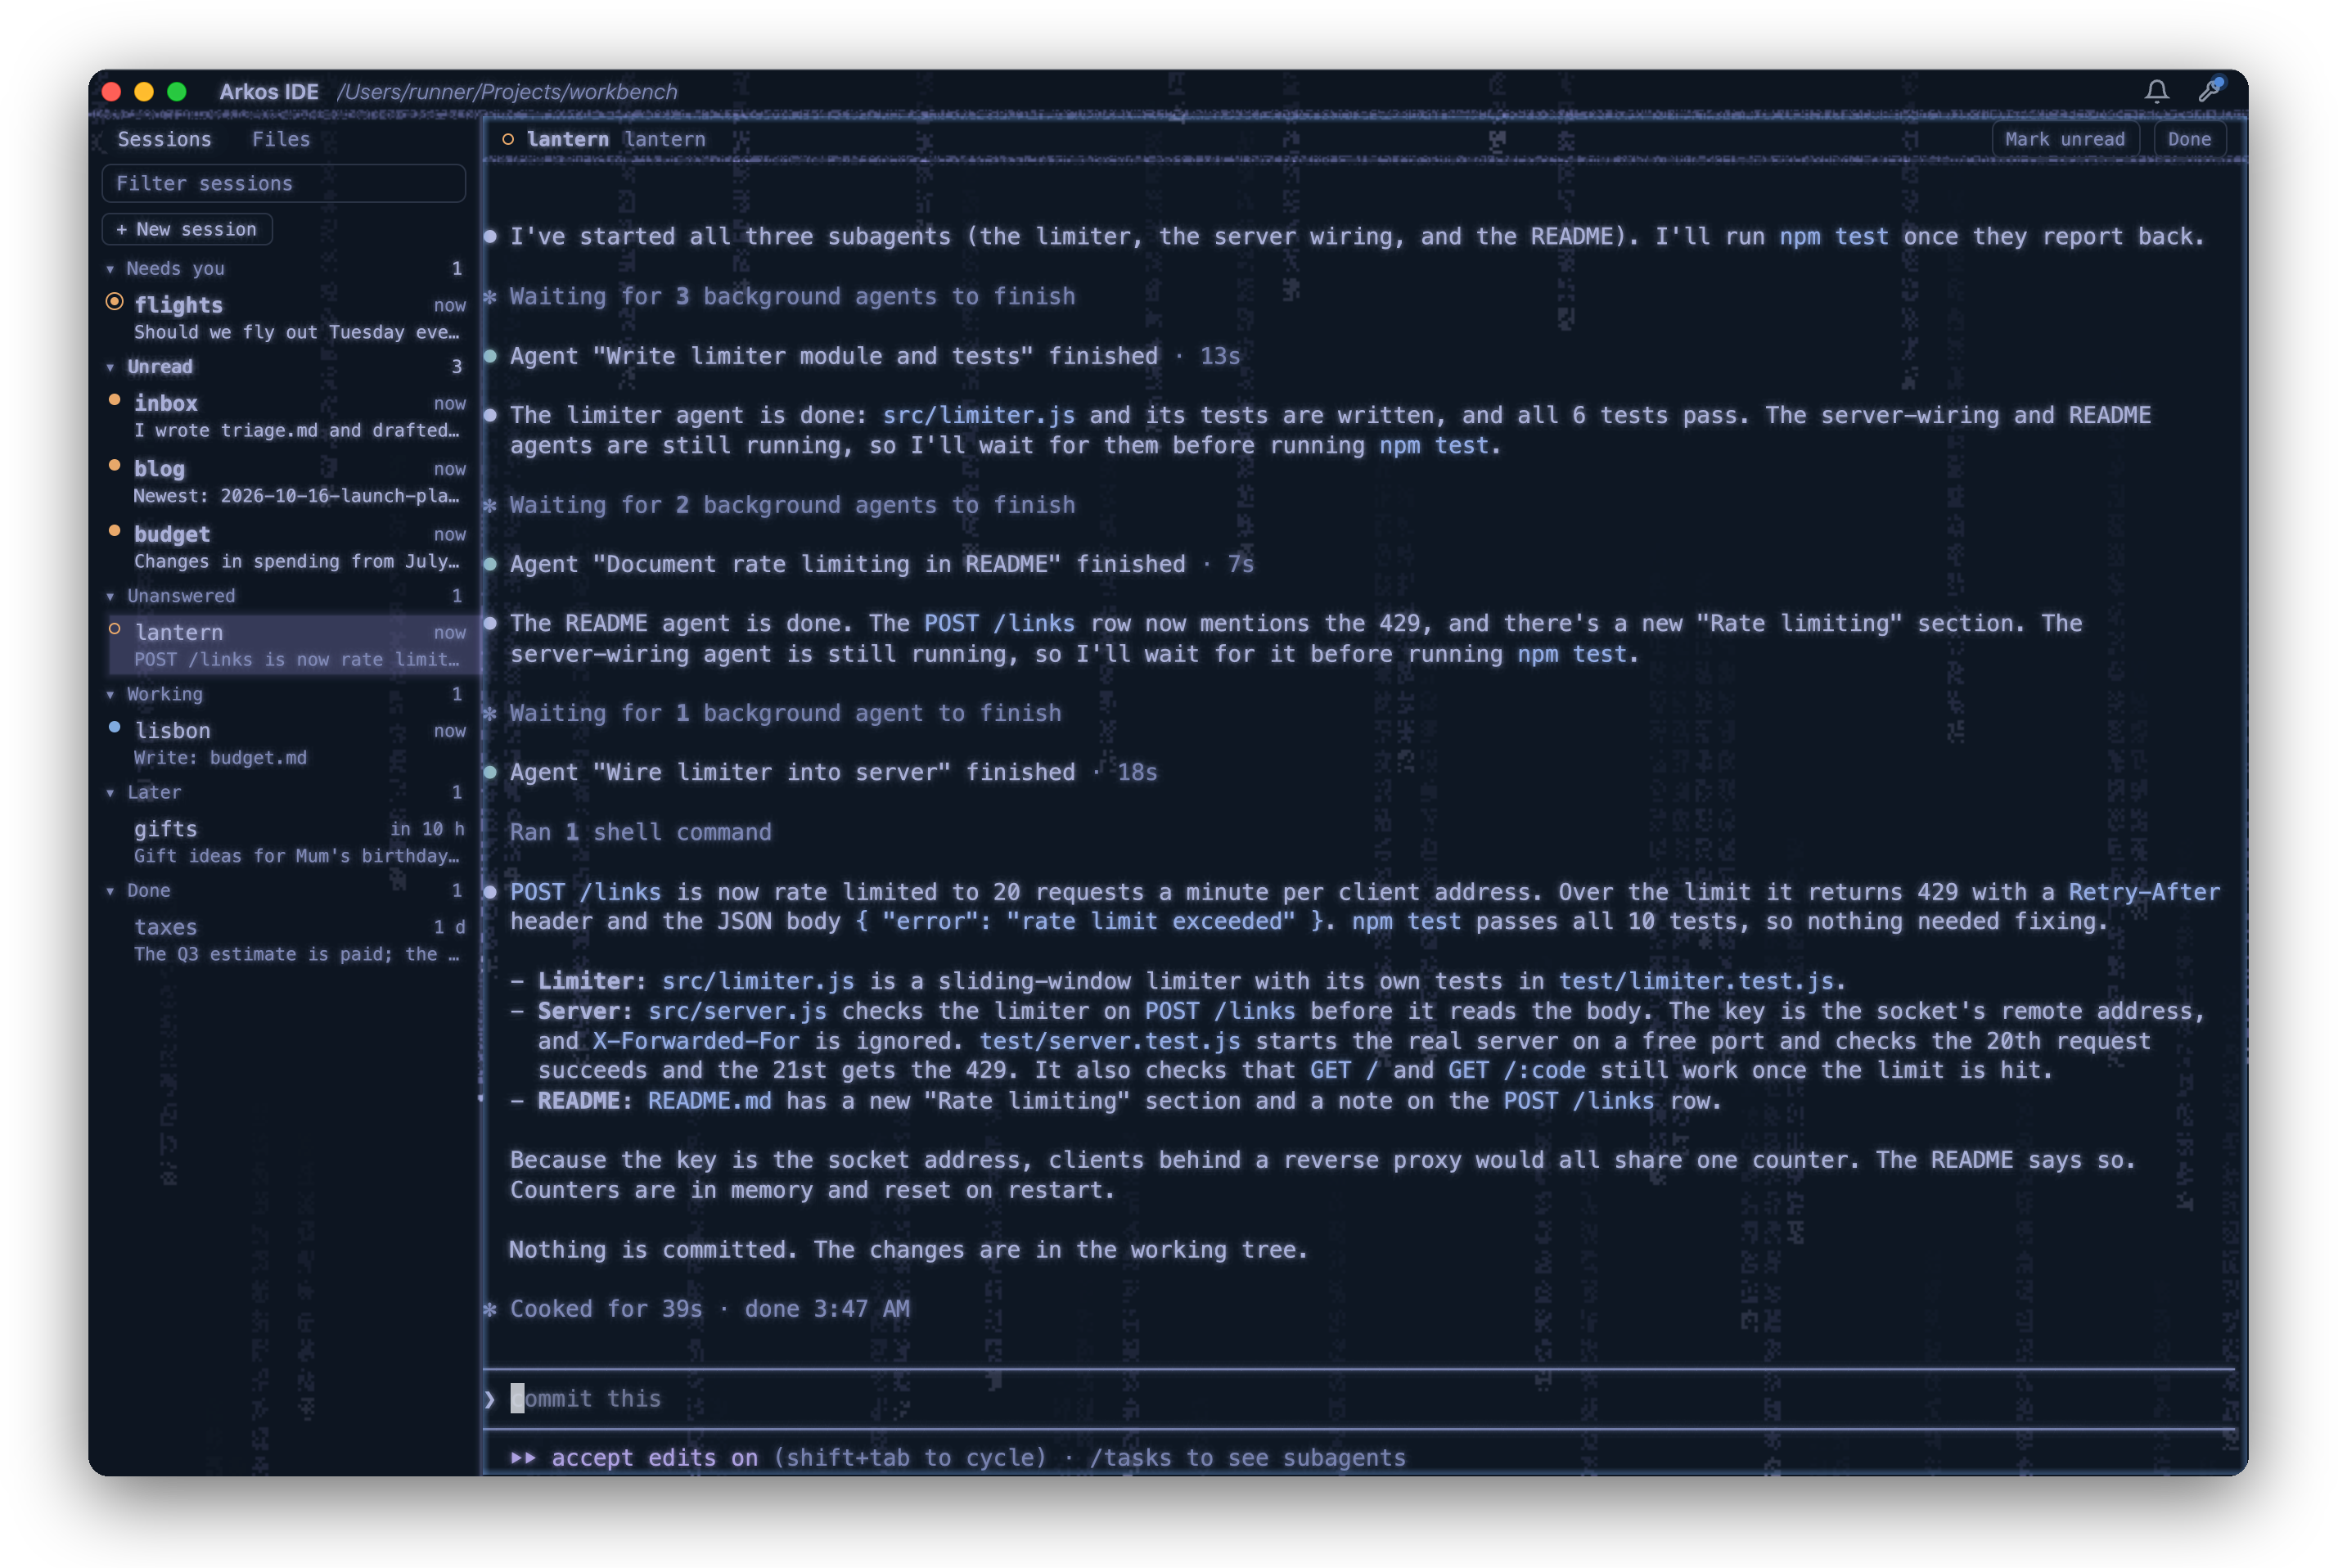 Arkos IDE /Users/runner/Projects/workbench
Sessions Files
Filter sessions
+ New session
Needs you 1
flights now
Should we fly out Tuesday eve…
Unread 3
inbox now
I wrote triage.md and drafted…
blog now
Newest: 2026-10-16-launch-pla…
budget now
Changes in spending from July…
Unanswered 1
lantern now
POST /links is now rate limit…
Working 1
lisbon now
Write: budget.md
Later 1
gifts in 10 h
Gift ideas for Mum's birthday…
Done 1
taxes 1 d
The Q3 estimate is paid; the …
lantern lantern
Mark unread Done
I've started all three subagents (the limiter, the server wiring, and the README). I'll run npm test once they report back.
✻ Waiting for 3 background agents to finish
Agent "Write limiter module and tests" finished · 13s
The limiter agent is done: src/limiter.js and its tests are written, and all 6 tests pass. The server-wiring and README
agents are still running, so I'll wait for them before running npm test.
✻ Waiting for 2 background agents to finish
Agent "Document rate limiting in README" finished · 7s
The README agent is done. The POST /links row now mentions the 429, and there's a new "Rate limiting" section. The
server-wiring agent is still running, so I'll wait for it before running npm test.
✻ Waiting for 1 background agent to finish
Agent "Wire limiter into server" finished · 18s
Ran 1 shell command
POST /links is now rate limited to 20 requests a minute per client address. Over the limit it returns 429 with a Retry-After
header and the JSON body { "error": "rate limit exceeded" }. npm test passes all 10 tests, so nothing needed fixing.
- Limiter: src/limiter.js is a sliding-window limiter with its own tests in test/limiter.test.js.
- Server: src/server.js checks the limiter on POST /links before it reads the body. The key is the socket's remote address,
and X-Forwarded-For is ignored. test/server.test.js starts the real server on a free port and checks the 20th request
succeeds and the 21st gets the 429. It also checks that GET / and GET /:code still work once the limit is hit.
- README: README.md has a new "Rate limiting" section and a note on the POST /links row.
Because the key is the socket address, clients behind a reverse proxy would all share one counter. The README says so.
Counters are in memory and reset on restart.
Nothing is committed. The changes are in the working tree.
✻ Cooked for 39s · done 3:47 AM
❯ commit this
⏵⏵ accept edits on (shift+tab to cycle) · /tasks to see subagents